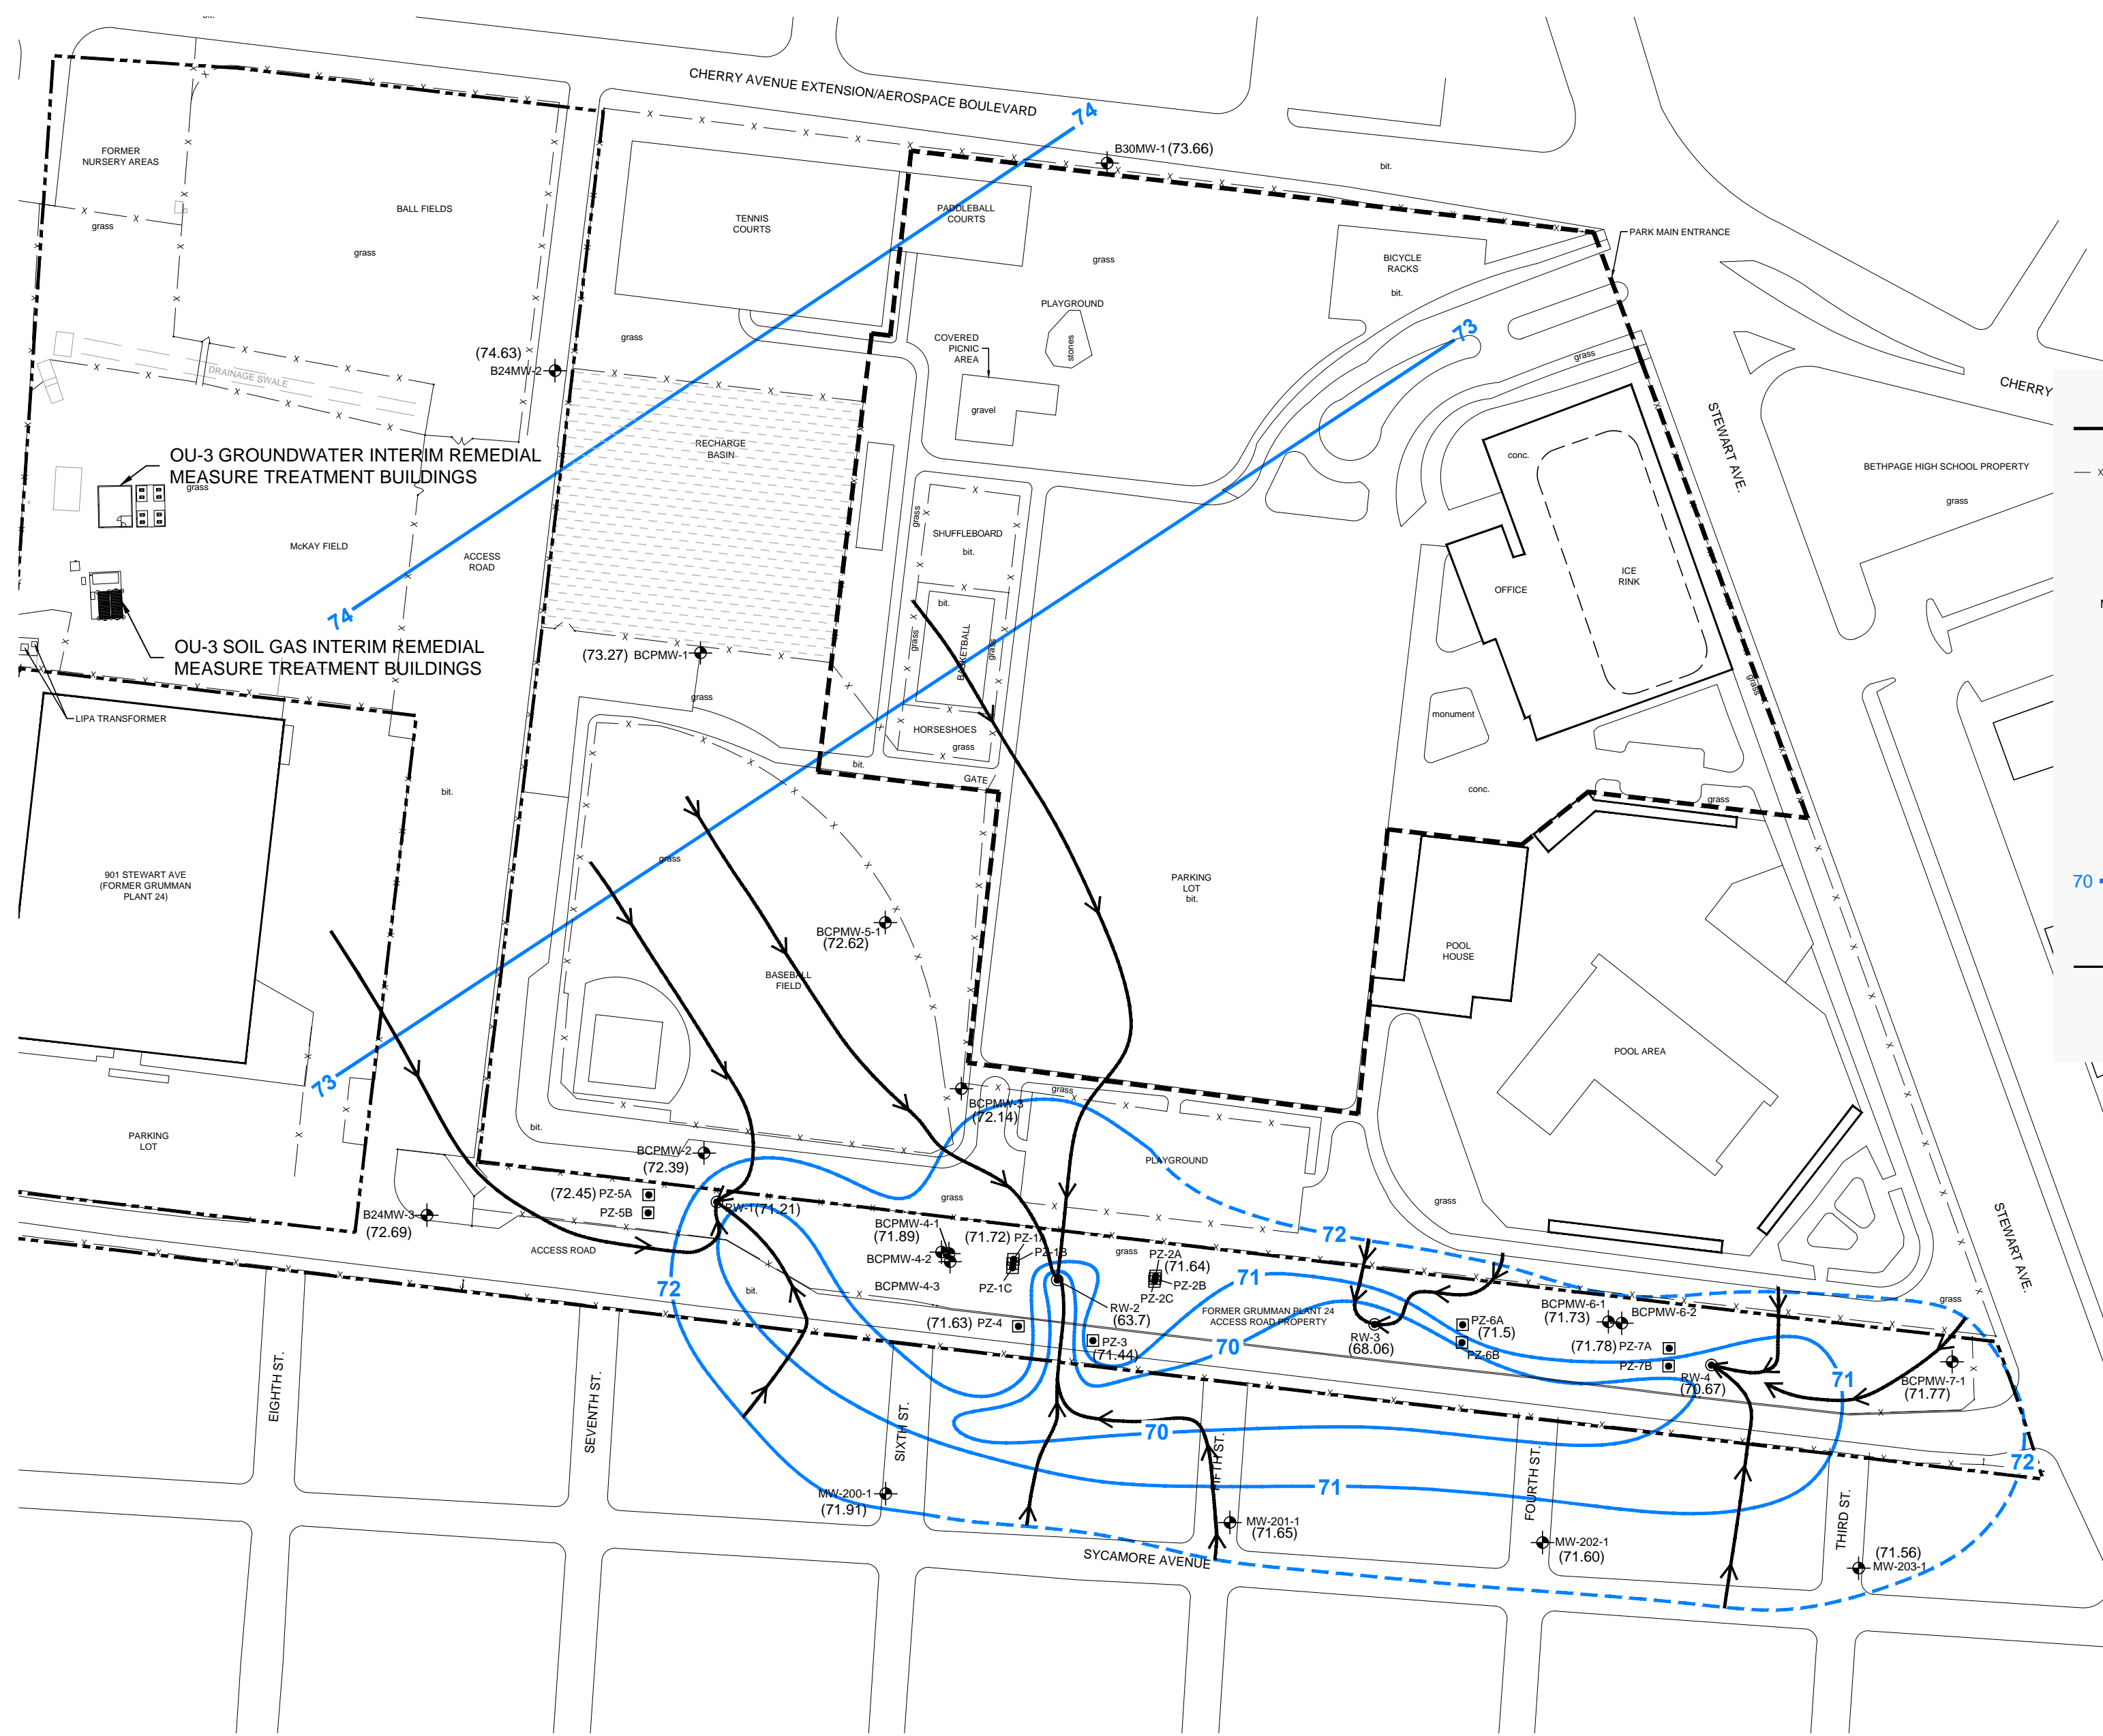 bit.
CHERRY AVENUE EXTENSION/AEROSPACE BOULEVARD
74
B30MW-1 (73.66)
bit.
FORMER
NURSERY AREAS
BALL FIELDS
grass
grass
TENNIS
COURTS
PADDLEBALL
COURTS
grass
PARK MAIN ENTRANCE
BICYCLE
RACKS
bit.
PLAYGROUND
stones
73
grass
COVERED
PICNIC
AREA
gravel
(74.63)
B24MW-2
DRAINAGE SWALE
CHERRY
STEWART AVE.
RECHARGE
BASIN
OU-3 GROUNDWATER INTERIM REMEDIAL
MEASURE TREATMENT BUILDINGS
grass
conc.
BETHPAGE HIGH SCHOOL PROPERTY
grass
grass
SHUFFLEBOARD
bit.
McKAY FIELD
ACCESS
ROAD
OFFICE
ICE
RINK
bit.
74
OU-3 SOIL GAS INTERIM REMEDIAL
MEASURE TREATMENT BUILDINGS
(73.27) BCPMW-1
grass
BASKETBALL
grass
grass
grass
LIPA TRANSFORMER
monument
HORSESHOES
grass
bit.
GATE
bit.
conc.
grass
901 STEWART AVE
(FORMER GRUMMAN
PLANT 24)
grass
PARKING
LOT
bit.
70
BCPMW-5-1
(72.62)
BASEBALL
FIELD
POOL
HOUSE
POOL AREA
73
PARKING
LOT
bit.
BCPMW-3
(72.14)
grass
BCPMW-2
(72.39)
PLAYGROUND
(72.45) PZ-5A
PZ-5B
RW-1 (71.21)
grass
grass
B24MW-3
(72.69)
ACCESS ROAD
BCPMW-4-1
(71.89)
BCPMW-4-2
BCPMW-4-3
(71.72) PZ-1A
PZ-1B
PZ-1C
grass
PZ-2A
(71.64)
PZ-2B
PZ-2C
72
STEWART AVE.
72
bit.
71
RW-2
(63.7)
FORMER GRUMMAN PLANT 24
ACCESS ROAD PROPERTY
(71.63) PZ-4
PZ-3
(71.44)
70
RW-3
(68.06)
PZ-6A
(71.5)
PZ-6B
BCPMW-6-1
(71.73)
BCPMW-6-2
grass
(71.78) PZ-7A
PZ-7B
RW-4
(70.67)
71
BCPMW-7-1
(71.77)
EIGHTH ST.
SEVENTH ST.
SIXTH ST.
FIFTH ST.
FOURTH ST.
THIRD ST.
70
72
71
MW-200-1
(71.91)
MW-201-1
(71.65)
MW-202-1
(71.60)
(71.56)
MW-203-1
SYCAMORE AVENUE